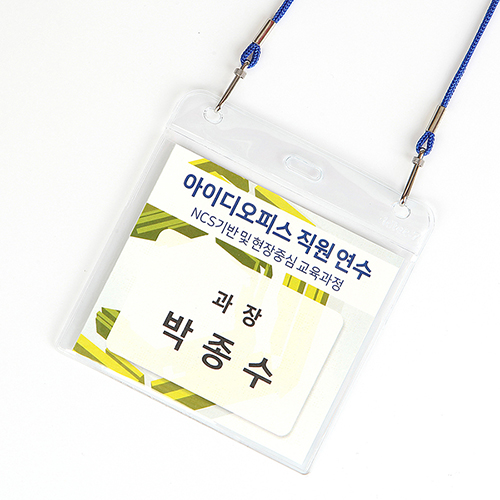 아이디오피스 직원 연수
NCS기반 및 현장중심 교육과정
과 장
박 종 수